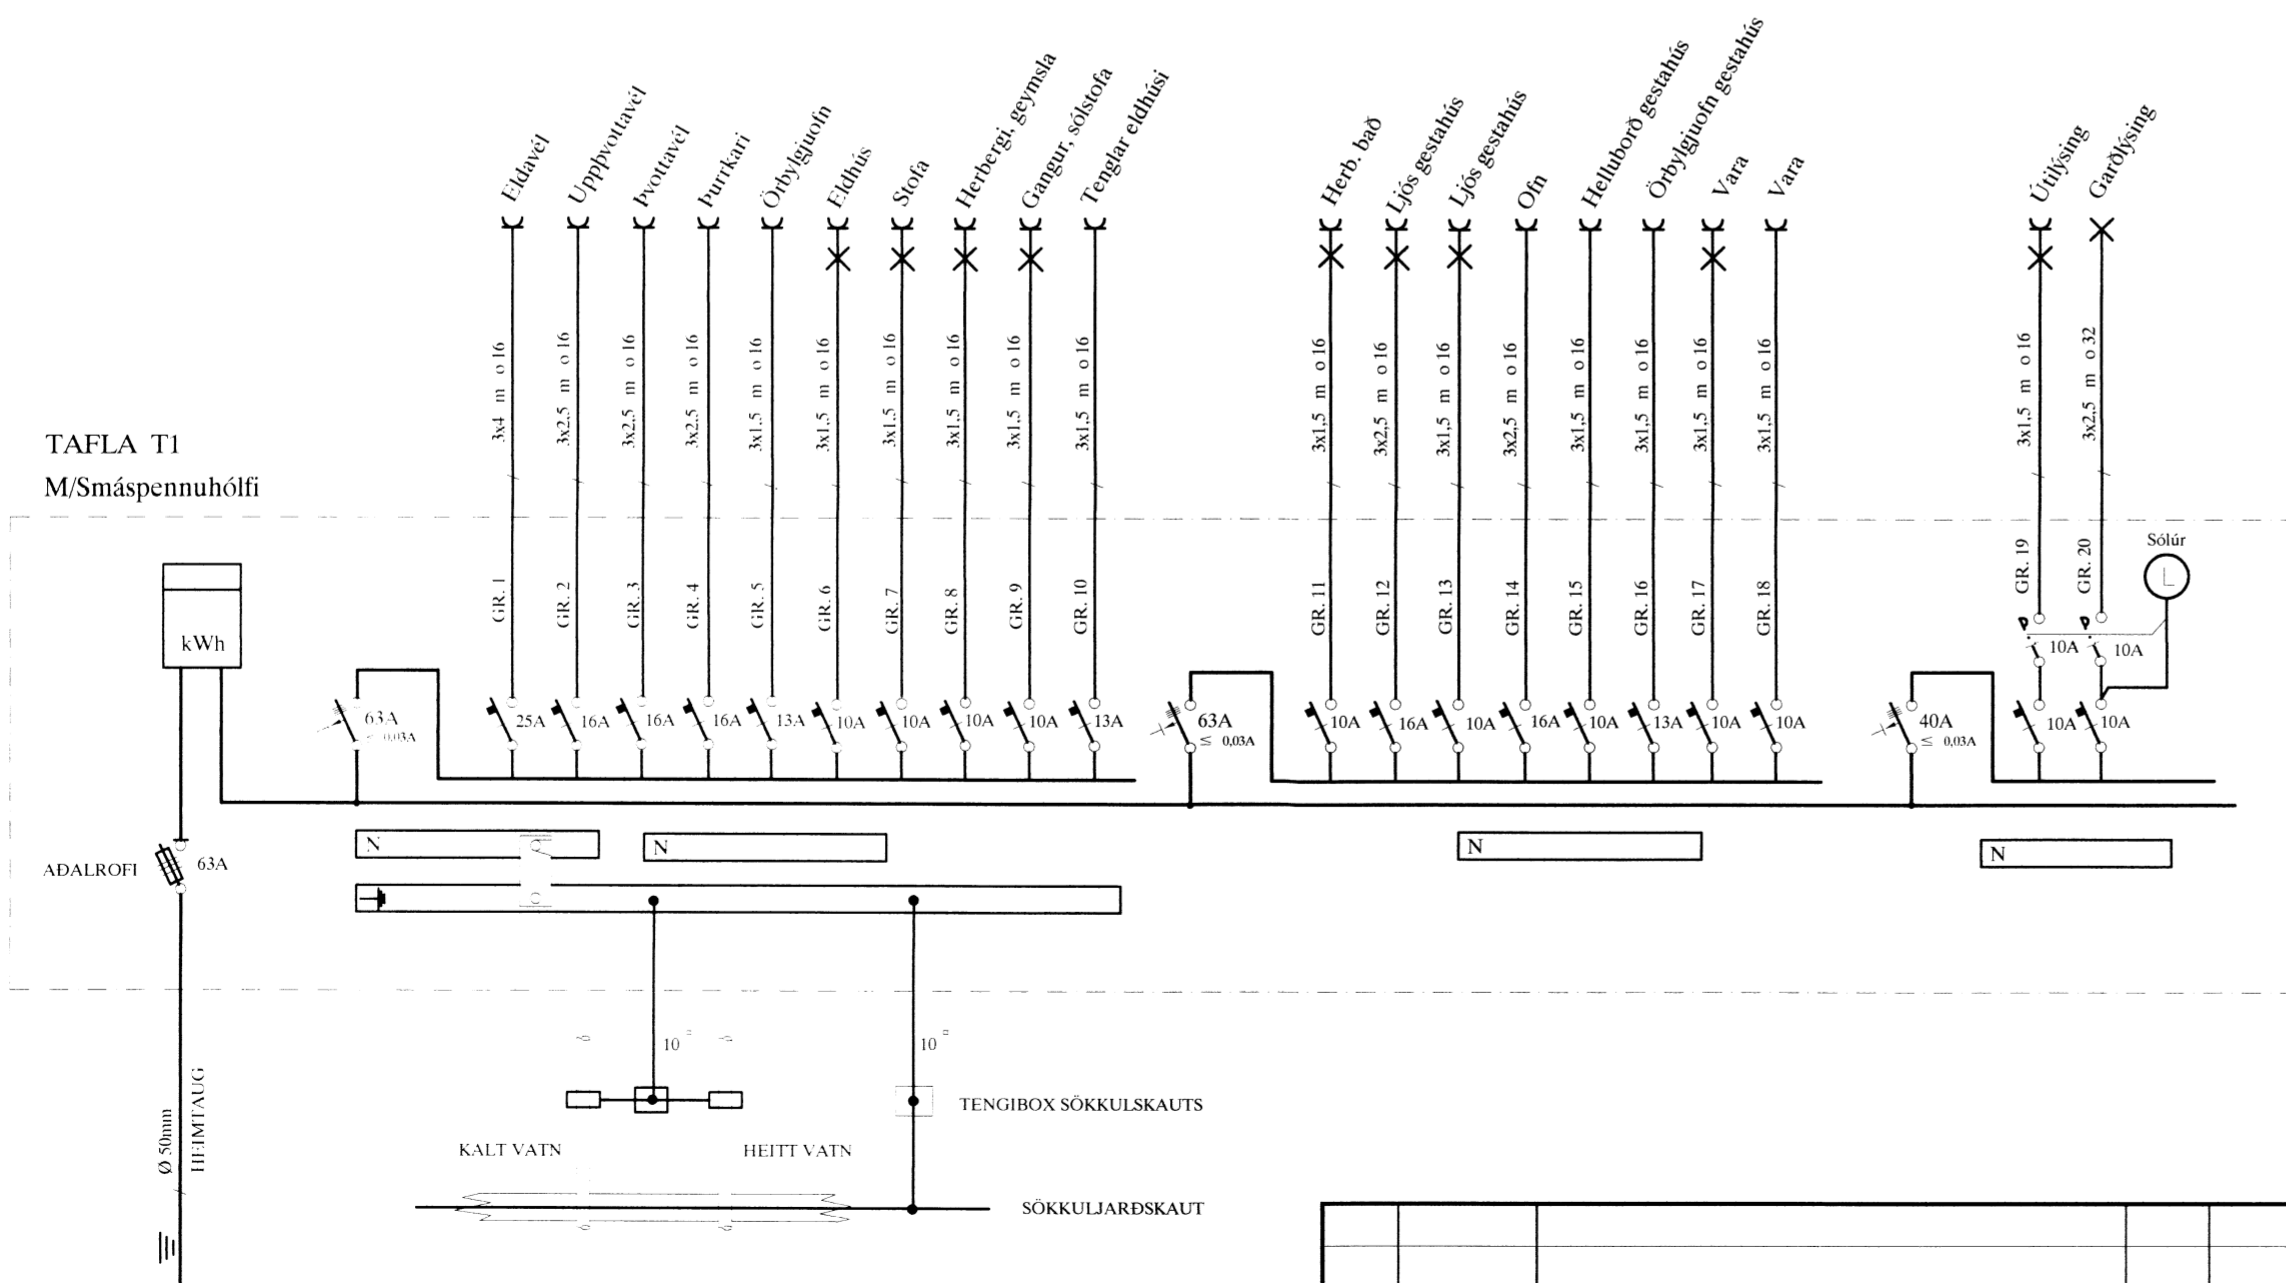 Eldavél
Uppþvottavél
Þvottavél
Þurrkari
Örbylgjuofn
Eldhús
Stofa
Herbergi, geymsla
Gangur, sólstofa
Tenglar eldhúsi
Herb. bað
Ljós gestahús
Ljós gestahús
Ofn
Helluborð gestahús
Örbylgjuofn gestahús
Vara
Vara
Útilýsing
Garðlýsing
3x4 m o 16
3x2,5 m o 16
3x2,5 m o 16
3x2,5 m o 16
3x1,5 m o 16
3x1,5 m o 16
3x1,5 m o 16
3x1,5 m o 16
3x1,5 m o 16
3x1,5 m o 16
3x1,5 m o 16
3x2,5 m o 16
3x1,5 m o 16
3x2,5 m o 16
3x1,5 m o 16
3x1,5 m o 16
3x1,5 m o 16
3x1,5 m o 16
3x1,5 m o 16
3x2,5 m o 32
TAFLA T1
M/Smáspennuhólfi
GR. 1
GR. 2
GR. 3
GR. 4
GR. 5
GR. 6
GR. 7
GR. 8
GR. 9
GR. 10
GR. 11
GR. 12
GR. 13
GR. 14
GR. 15
GR. 16
GR. 17
GR. 18
GR. 19
GR. 20
Sólúr
L
kWh
10A
10A
63A
≤ 0,03A
25A
16A
16A
16A
13A
10A
10A
10A
10A
13A
63A
≤ 0,03A
10A
16A
10A
16A
10A
13A
10A
10A
40A
≤ 0,03A
10A
10A
N
N
N
N
AÐALROFI
63A
10
10
Ø 50mm
HEIMTAUG
TENGIBOX SÖKKULSKAUTS
KALT VATN
HEITT VATN
SÖKKULJARÐSKAUT